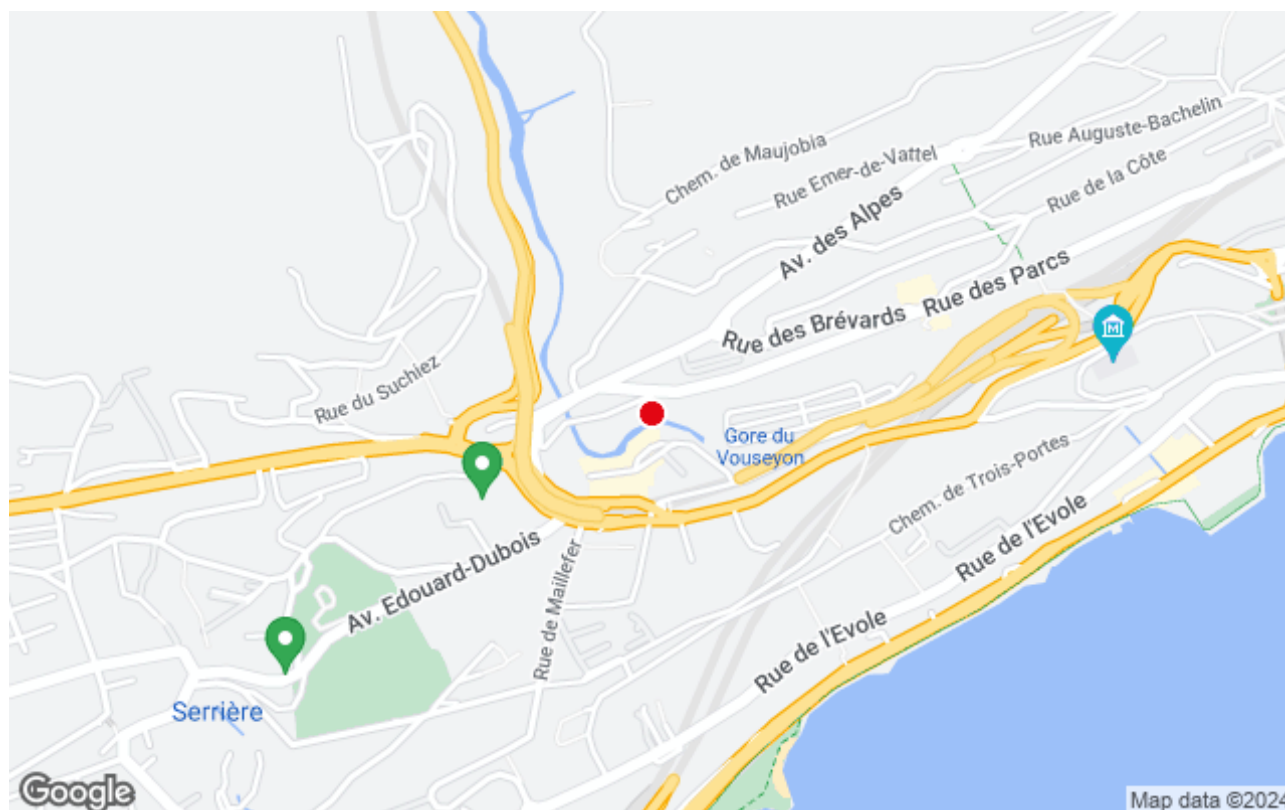 Rue Auguste-Bachelin
Chem. de Maujobia
Rue Emer-de-Vattel
Rue de la Côte
Av. des Alpes
Rue des Parcs
Rue des Brévards
M
Rue du Suchiez
Gore du
Vouseyon
Chem. de Trois-Portes
Av. Edouard-Dubois
Rue de Maillefer
Rue de l'Evole
Rue de l'Evole
Serrière
Google
Map data ©2024